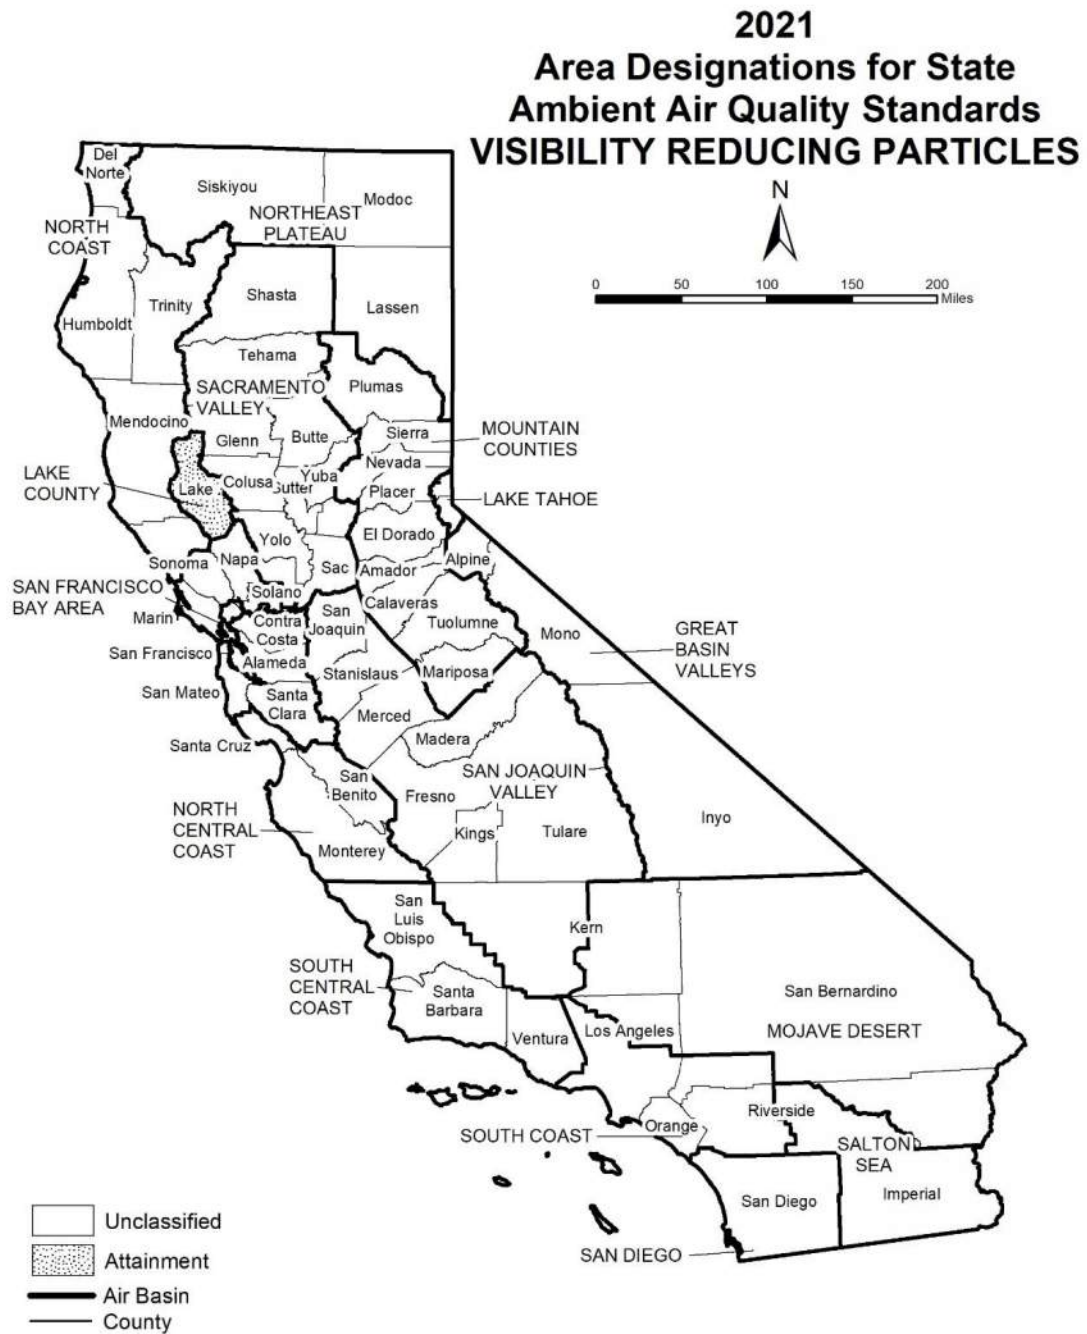 2021
Area Designations for State
Ambient Air Quality Standards
VISIBILITY REDUCING PARTICLES
N
0 50 100 150 200
Miles
Del
Norte
Siskiyou
Modoc
NORTHEAST
PLATEAU
NORTH
COAST
Shasta
Trinity
Lassen
Humboldt
Tehama
SACRAMENTO
VALLEY
Plumas
Mendocino
Glenn
Butte
Sierra
MOUNTAIN
COUNTIES
Nevada
LAKE
COUNTY
Lake
Colusa
Yuba
Placer
LAKE TAHOE
El Dorado
Yolo
Sonoma
Napa
Sac
Amador
Alpine
SAN FRANCISCO
BAY AREA
Solano
Calaveras
Marin
Contra
Costa
San
Joaquin
Tuolumne
Mono
GREAT
BASIN
VALLEYS
San Francisco
Alameda
Stanislaus
Mariposa
San Mateo
Santa
Clara
Merced
Santa Cruz
Madera
SAN JOAQUIN
VALLEY
San
Benito
Fresno
NORTH
CENTRAL
COAST
Kings
Tulare
Inyo
Monterey
San
Luis
Obispo
Kern
SOUTH
CENTRAL
COAST
Santa
Barbara
San Bernardino
Ventura
Los Angeles
MOJAVE DESERT
Riverside
Orange
SOUTH COAST
SALTON
SEA
San Diego
Imperial
SAN DIEGO
Unclassified
Attainment
Air Basin
County